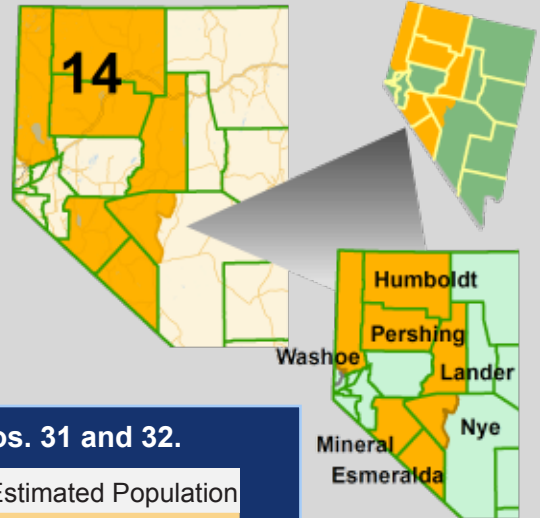 14
Humboldt
Pershing
Washoe
Lander
Nye
Mineral
Esmeralda
os. 31 and 32.
Estimated Population